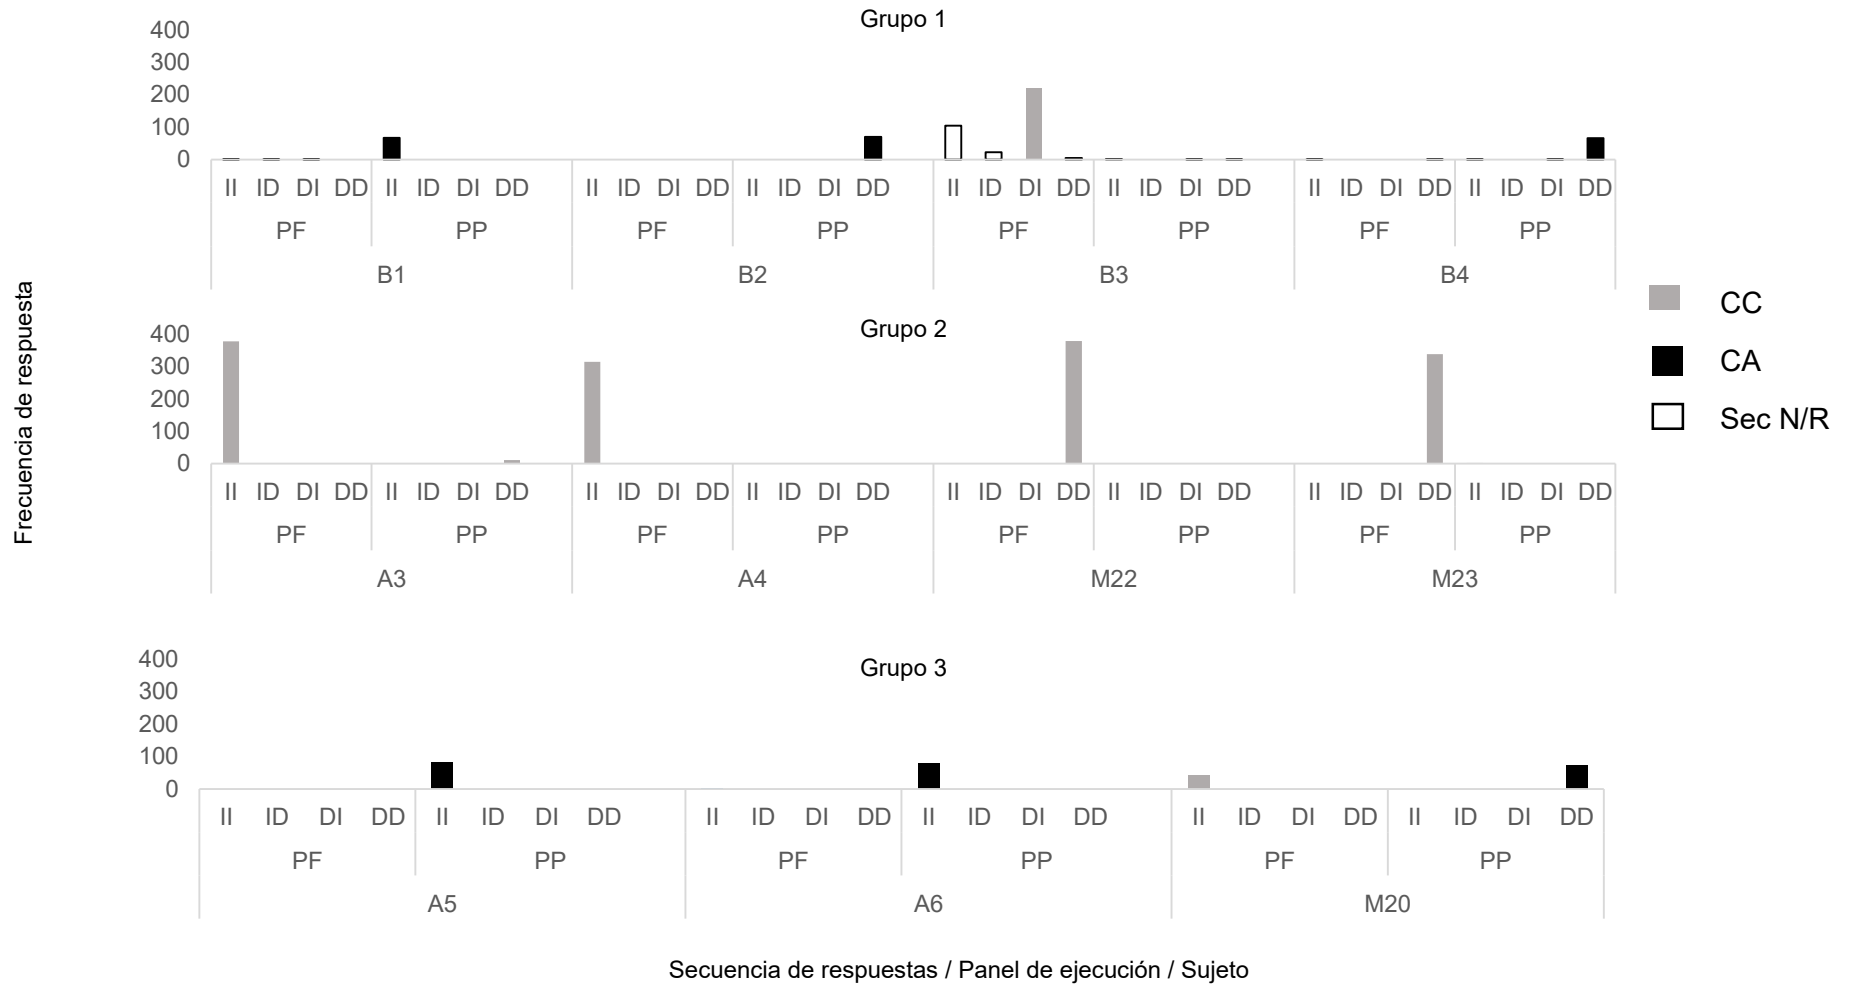 Grupo 1
400
300
200
100
0
II ID DI DD II ID DI DD II ID DI DD II ID DI DD II ID DI DD II ID DI DD II ID DI DD II ID DI DD
PF PP PF PP PF PP PF PP
B1 B2 B3 B4
Frecuencia de respuesta
CC
CA
Sec N/R
Grupo 2
400
300
200
100
0
II ID DI DD II ID DI DD II ID DI DD II ID DI DD II ID DI DD II ID DI DD II ID DI DD II ID DI DD
PF PP PF PP PF PP PF PP
A3 A4 M22 M23
Grupo 3
400
300
200
100
0
II ID DI DD II ID DI DD II ID DI DD II ID DI DD II ID DI DD II ID DI DD
PF PP PF PP PF PP
A5 A6 M20
Secuencia de respuestas / Panel de ejecución / Sujeto